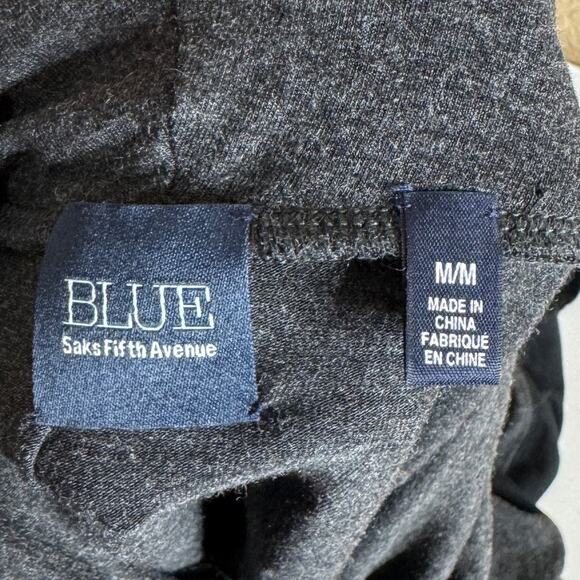 BLUE
Saks Fifth Avenue
M/M
MADE IN
CHINA
FABRIQUE
EN CHINE